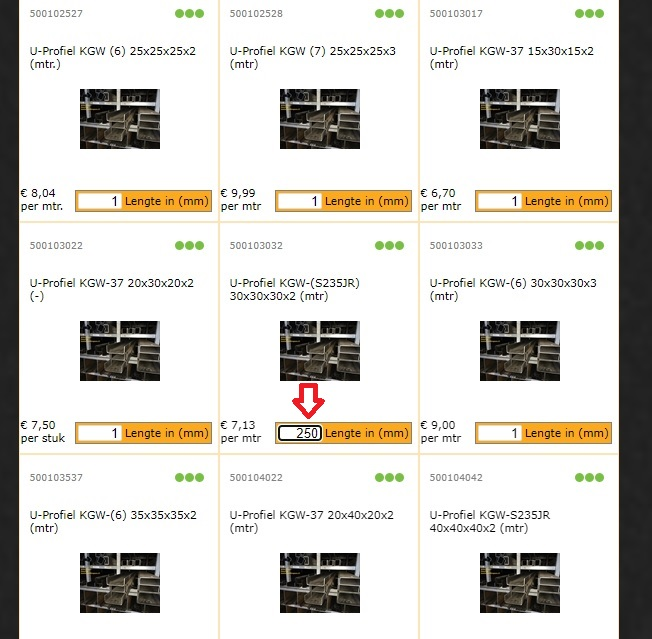 500102527
U-Profiel KGW (6) 25x25x25x2
(mtr.)
€ 8,04
per mtr.
1 Lengte in (mm)
500102528
U-Profiel KGW (7) 25x25x25x3
(mtr)
€ 9,99
per mtr
1 Lengte in (mm)
500103017
U-Profiel KGW-37 15x30x15x2
(mtr)
€ 6,70
per mtr
1 Lengte in (mm)
500103022
U-Profiel KGW-37 20x30x20x2
(-)
€ 7,50
per stuk
1 Lengte in (mm)
500103032
U-Profiel KGW-(S235JR)
30x30x30x2 (mtr)
€ 7,13
per mtr
250 Lengte in (mm)
500103033
U-Profiel KGW-(6) 30x30x30x3
(mtr)
€ 9,00
per mtr
1 Lengte in (mm)
500103537
U-Profiel KGW-(6) 35x35x35x2
(mtr)
500104022
U-Profiel KGW-37 20x40x20x2
(mtr)
500104042
U-Profiel KGW-S235JR
40x40x40x2 (mtr)